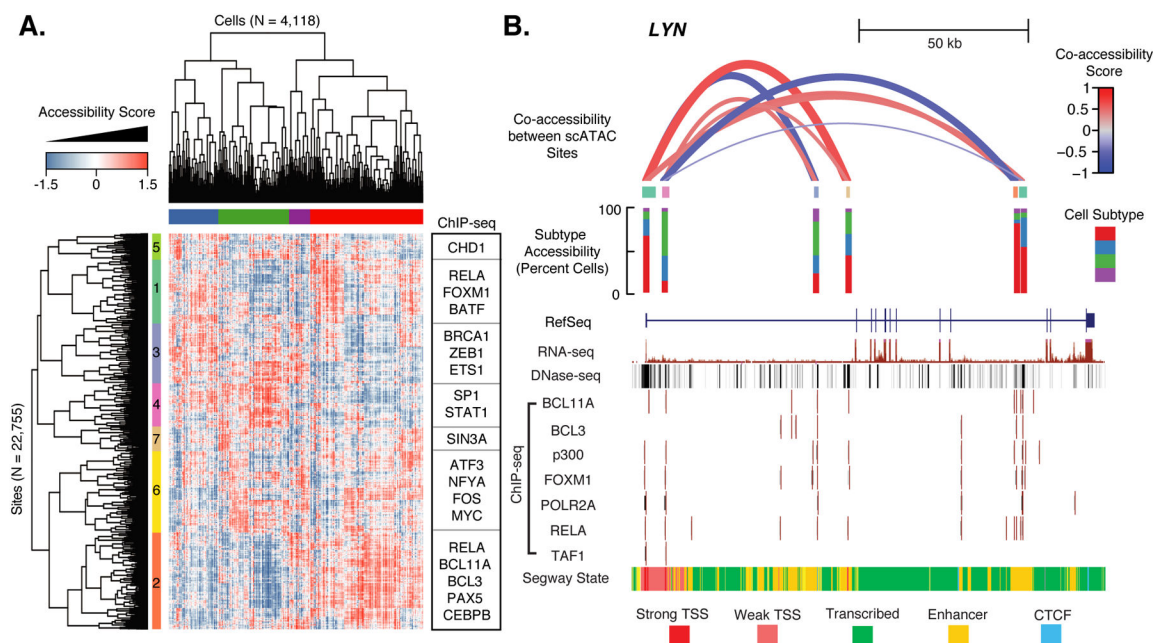 A.
Cells (N = 4,118)
Accessibility Score
-1.5
0
1.5
ChIP-seq
Sites (N = 22,755)
5
1
3
4
7
6
2
CHD1
RELA
FOXM1
BATF
BRCA1
ZEB1
ETS1
SP1
STAT1
SIN3A
ATF3
NFYA
FOS
MYC
RELA
BCL11A
BCL3
PAX5
CEBPB
B.
LYN
50 kb
Co-accessibility
Score
1
0.5
0
−0.5
−1
Co-accessibility
between scATAC
Sites
100
0
Subtype
Accessibility
(Percent Cells)
Cell Subtype
RefSeq
RNA-seq
DNase-seq
ChIP-seq
BCL11A
BCL3
p300
FOXM1
POLR2A
RELA
TAF1
Segway State
Strong TSS
Weak TSS
Transcribed
Enhancer
CTCF